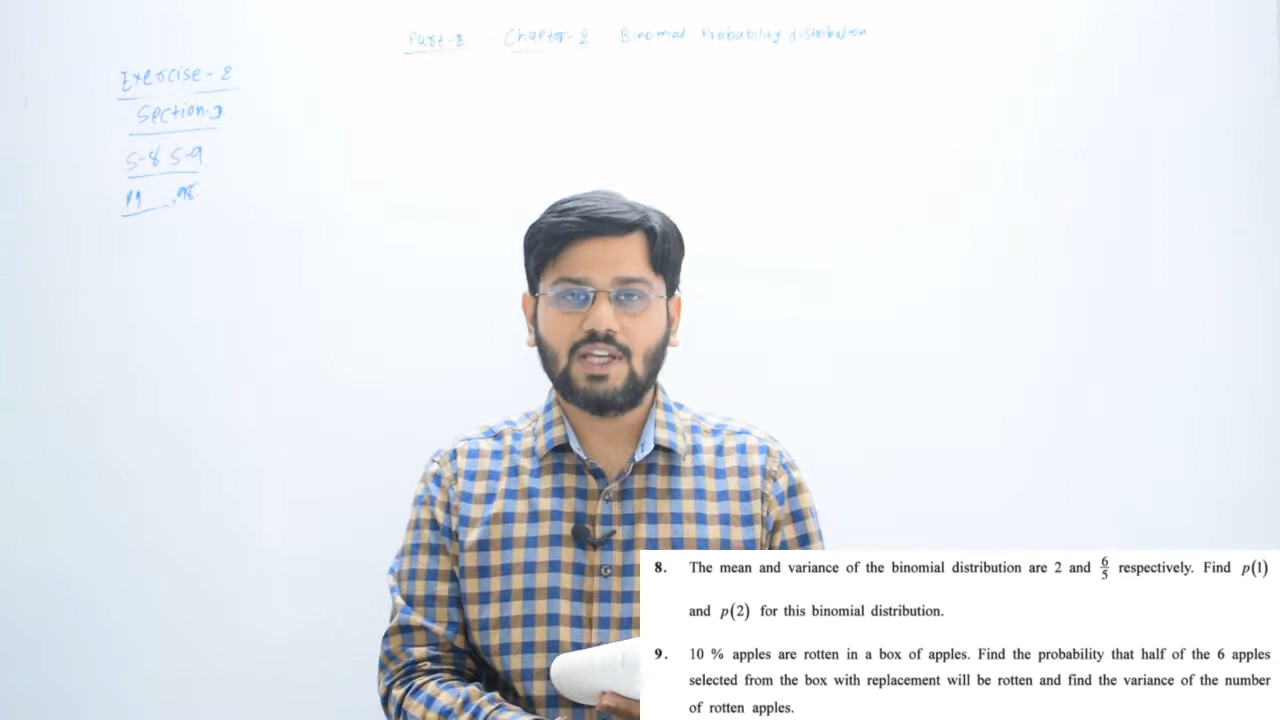 Part-2 Chapter-2 Binomial Probability distribution
Exercise-2
Section-
S-8 S-9
Pg 98
8. The mean and variance of the binomial distribution are 2 and 6/5 respectively. Find p(1)
and p(2) for this binomial distribution.
9. 10 % apples are rotten in a box of apples. Find the probability that half of the 6 apples
selected from the box with replacement will be rotten and find the variance of the number
of rotten apples.